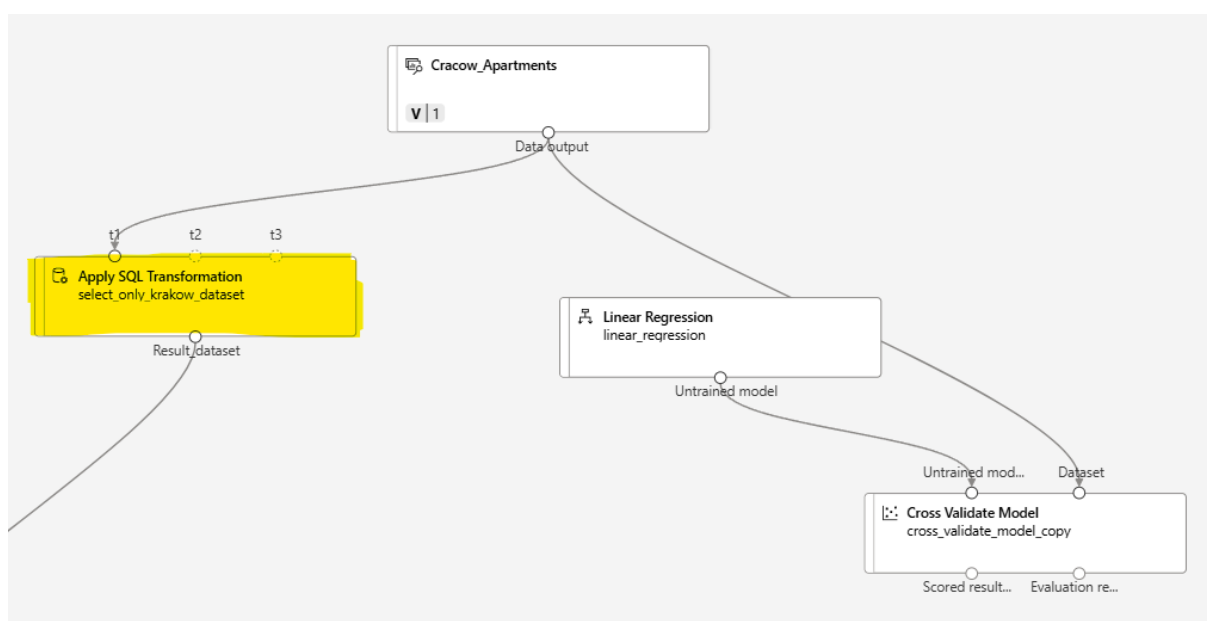 Cracow_Apartments
V | 1
Data output
t1 t2 t3
Apply SQL Transformation
select_only_krakow_dataset
Result_dataset
Linear Regression
linear_regression
Untrained model
Untrained mod... Dataset
Cross Validate Model
cross_validate_model_copy
Scored result... Evaluation re...